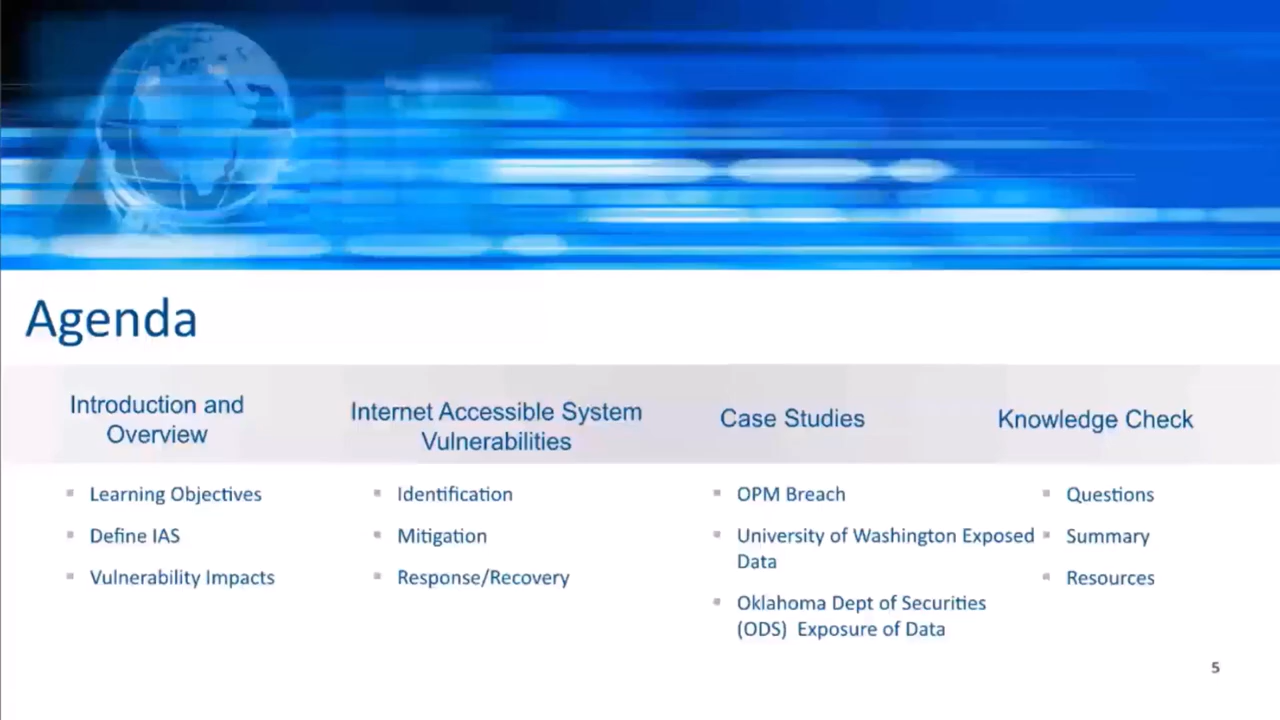 Agenda
Introduction and
Overview
Learning Objectives
Define IAS
Vulnerability Impacts
Internet Accessible System
Vulnerabilities
Identification
Mitigation
Response/Recovery
Case Studies
OPM Breach
University of Washington Exposed
Data
Oklahoma Dept of Securities
(ODS)  Exposure of Data
Knowledge Check
Questions
Summary
Resources
5